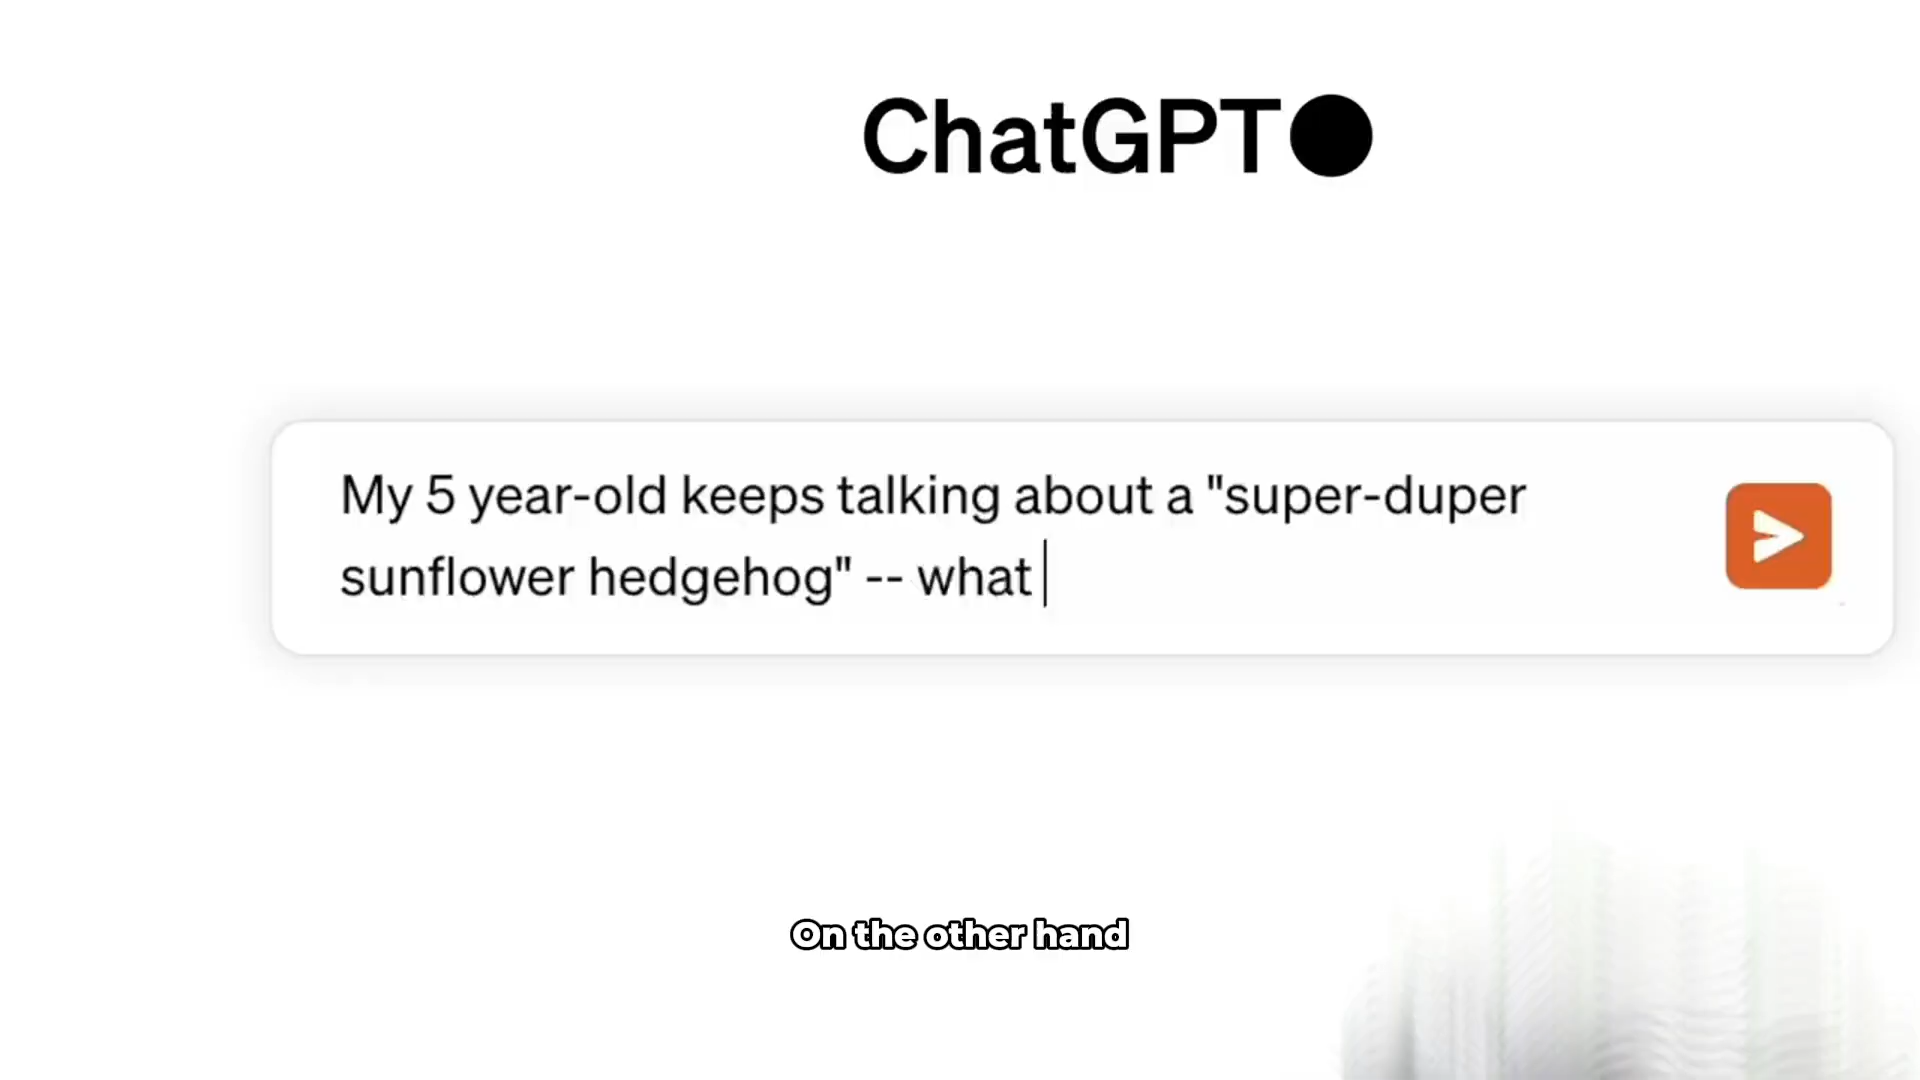 ChatGPT
My 5 year-old keeps talking about a "super-duper
sunflower hedgehog" -- what
On the other hand